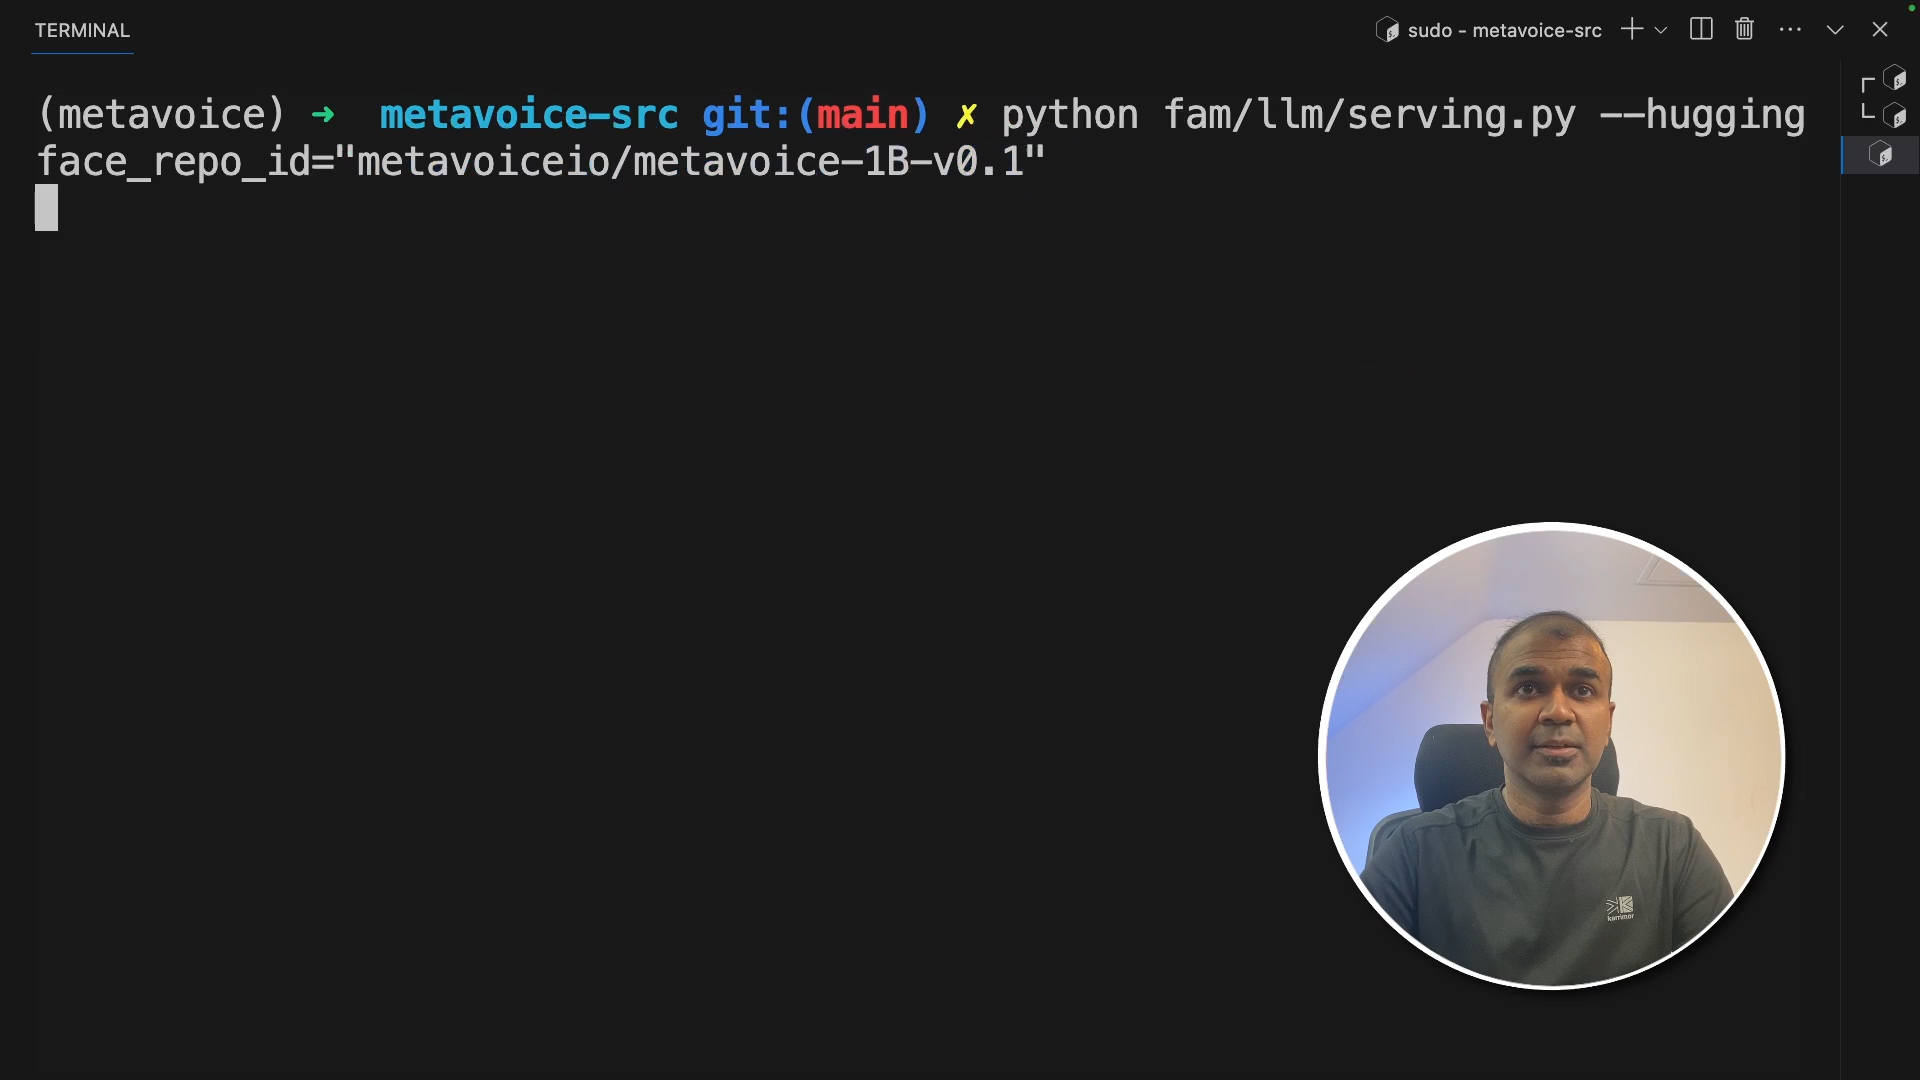 TERMINAL
sudo - metavoice-src
(metavoice) ➜ metavoice-src git:(main) ✗ python fam/llm/serving.py --hugging
face_repo_id="metavoiceio/metavoice-1B-v0.1"
karrimor